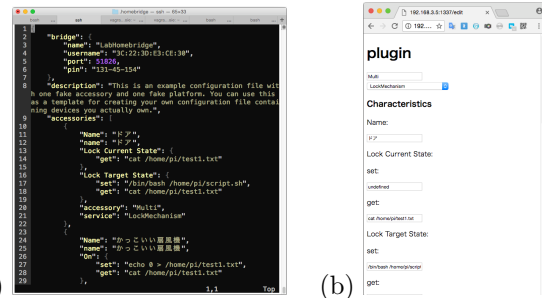 .homebridge — ssh — 85×33
bash
ssh
bash
bash
1 {
2 "bridge": {
3 "name": "LabHomebridge",
4 "username": "3C:22:3D:E3:CE:30",
5 "port": 51826,
6 "pin": "131-45-154"
7 },
8 "description": "This is an example configuration file wit
h one fake accessory and one fake platform. You can use this
as a template for creating your own configuration file contai
ning devices you actually own.",
9 "accessories": [
10 {
11 "Name": "ドア",
12 "name": "ドア",
13 "Lock Current State": {
14 "get": "cat /home/pi/test1.txt"
15 },
16 "Lock Target State": {
17 "set": "/bin/bash /home/pi/script.sh",
18 "get": "cat /home/pi/test1.txt"
19 },
20 "accessory": "Multi",
21 "service": "LockMechanism"
22 },
23 {
24 "Name": "かっこいい扇風機",
25 "name": "かっこいい扇風機",
26 "On": {
27 "set": "echo 0 > /home/pi/test1.txt",
28 "get": "cat /home/pi/test1.txt"
29 },
1,1 Top
)
(b)
192.168.3.5:1337/edit
192....
plugin
Multi
LockMechanism
Characteristics
Name:
ドア
Lock Current State:
set:
undefined
get:
cat /home/pi/test1.txt
Lock Target State:
set:
/bin/bash /home/pi/script
get: